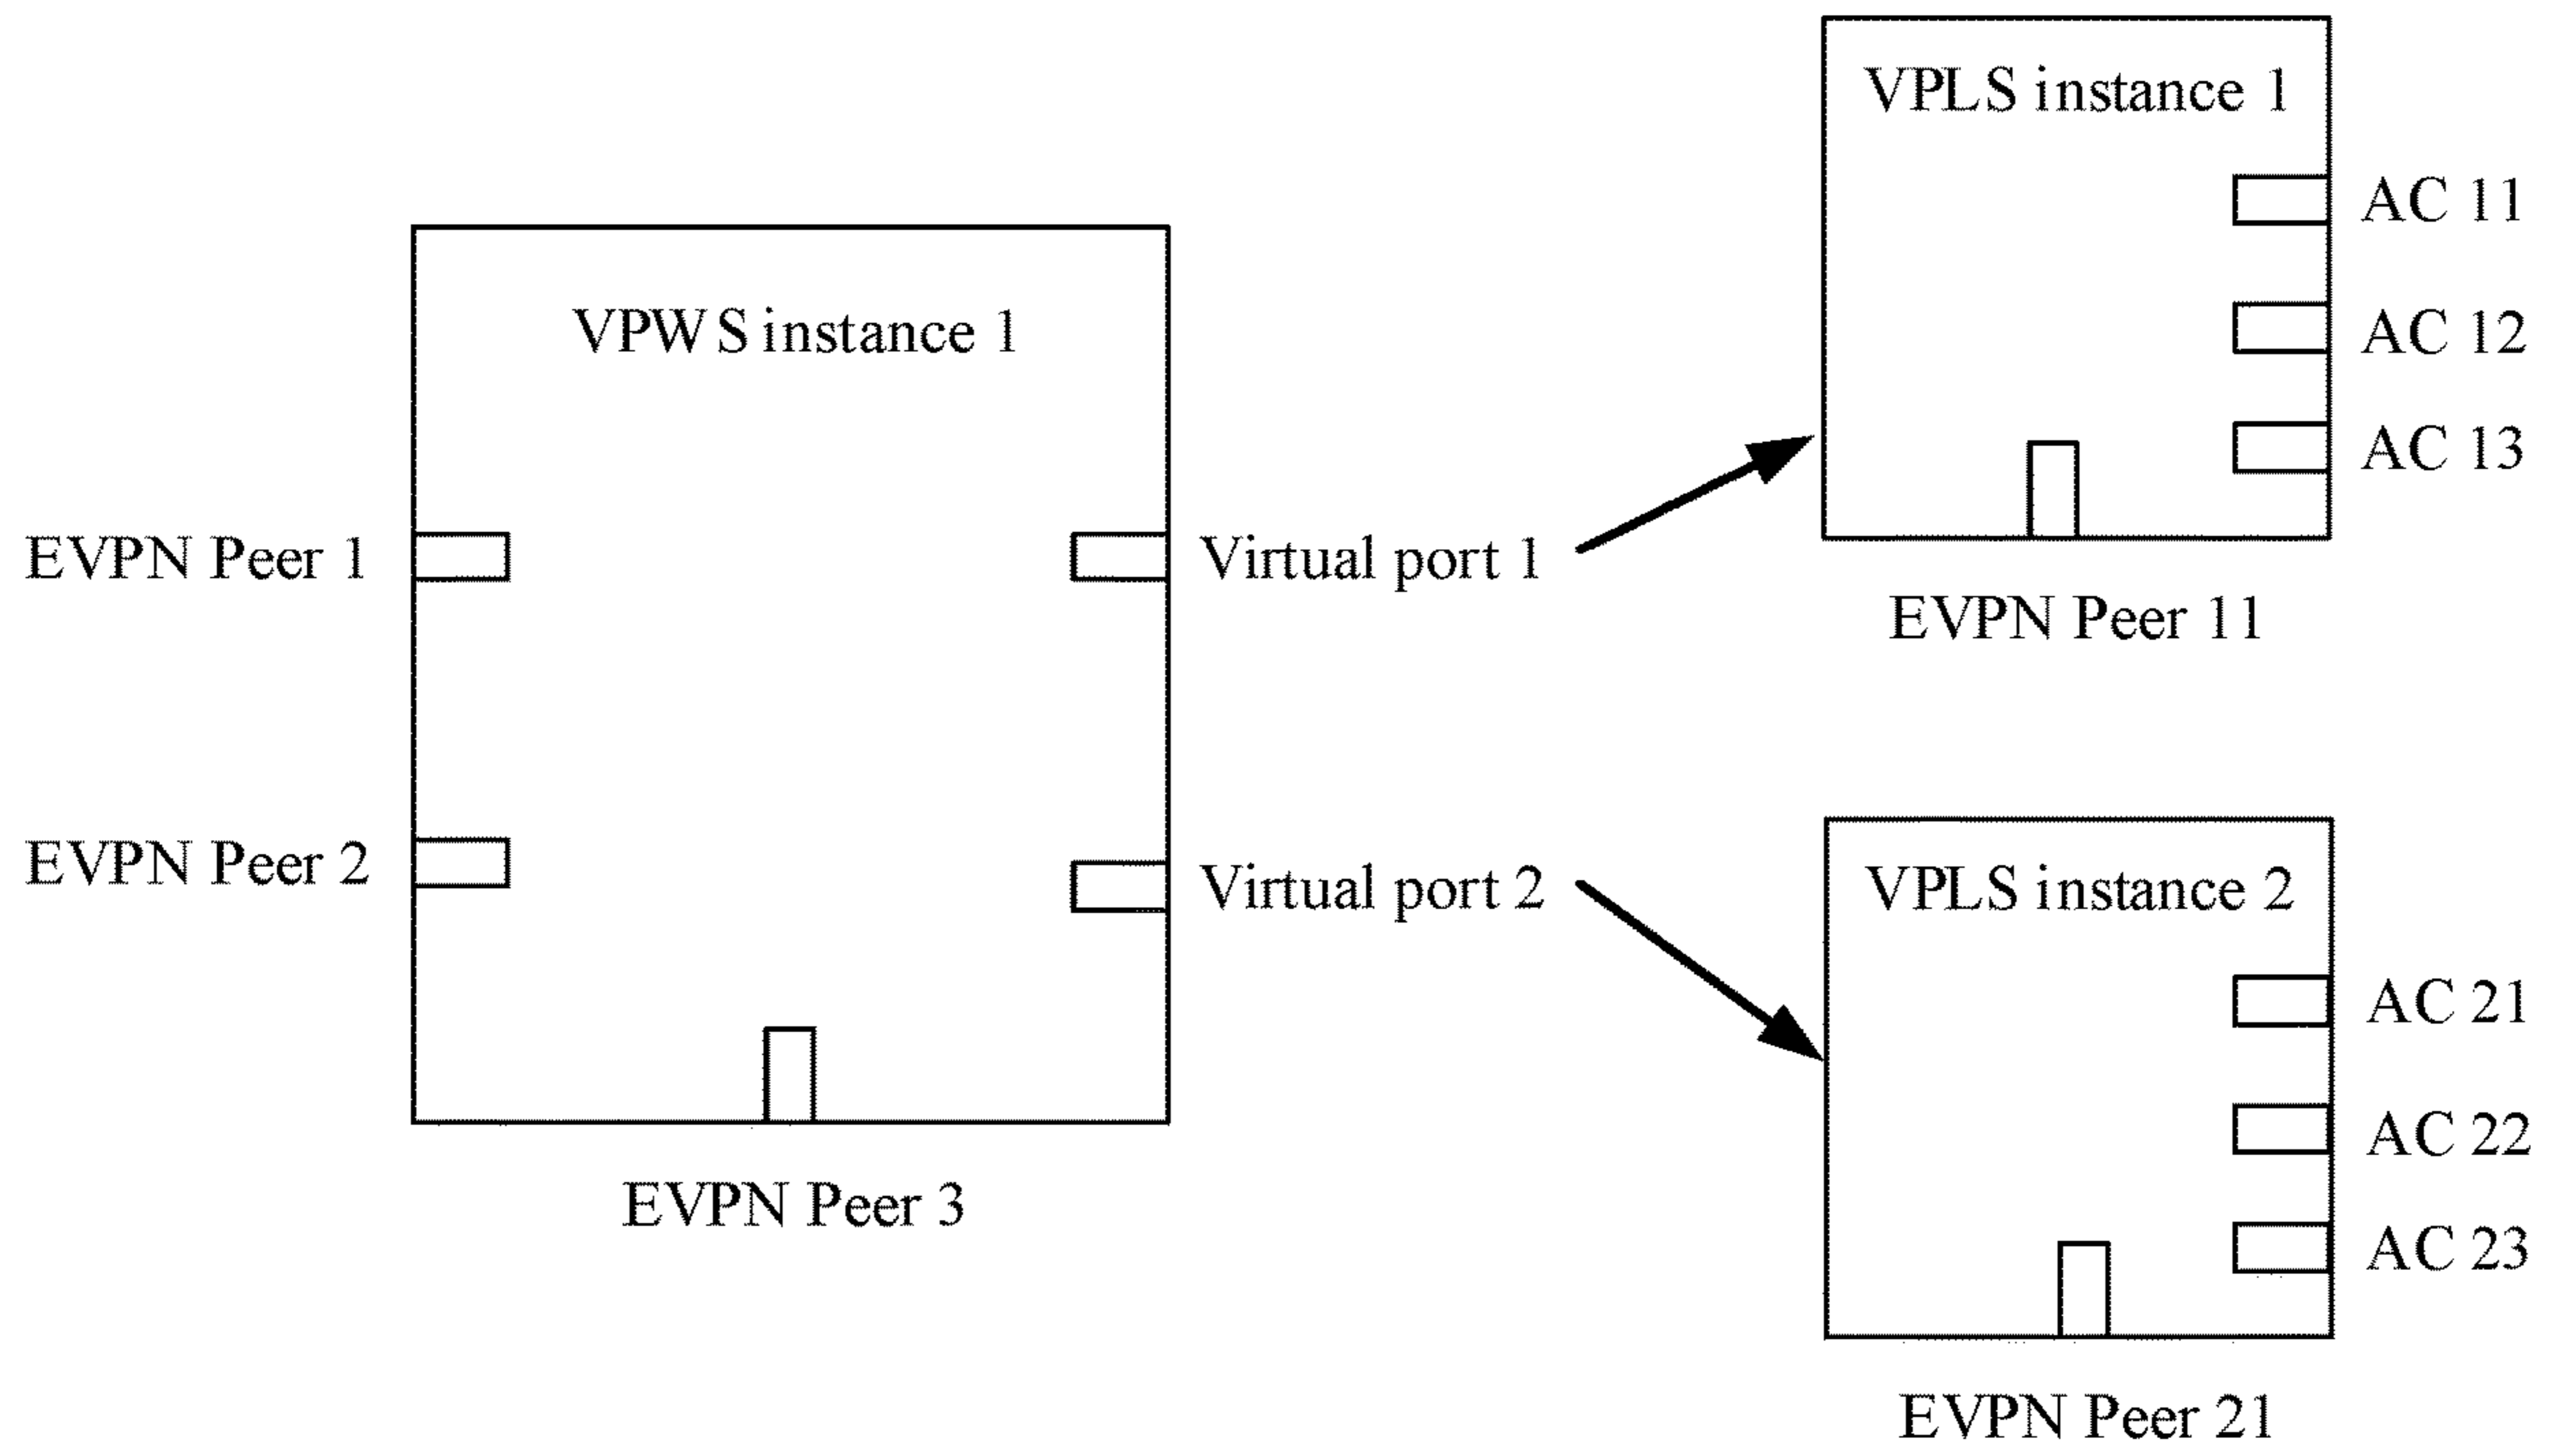 VPWS instance 1
EVPN Peer 1
EVPN Peer 2
EVPN Peer 3
Virtual port 1
Virtual port 2
VPLS instance 1
AC 11
AC 12
AC 13
EVPN Peer 11
VPLS instance 2
AC 21
AC 22
AC 23
EVPN Peer 21